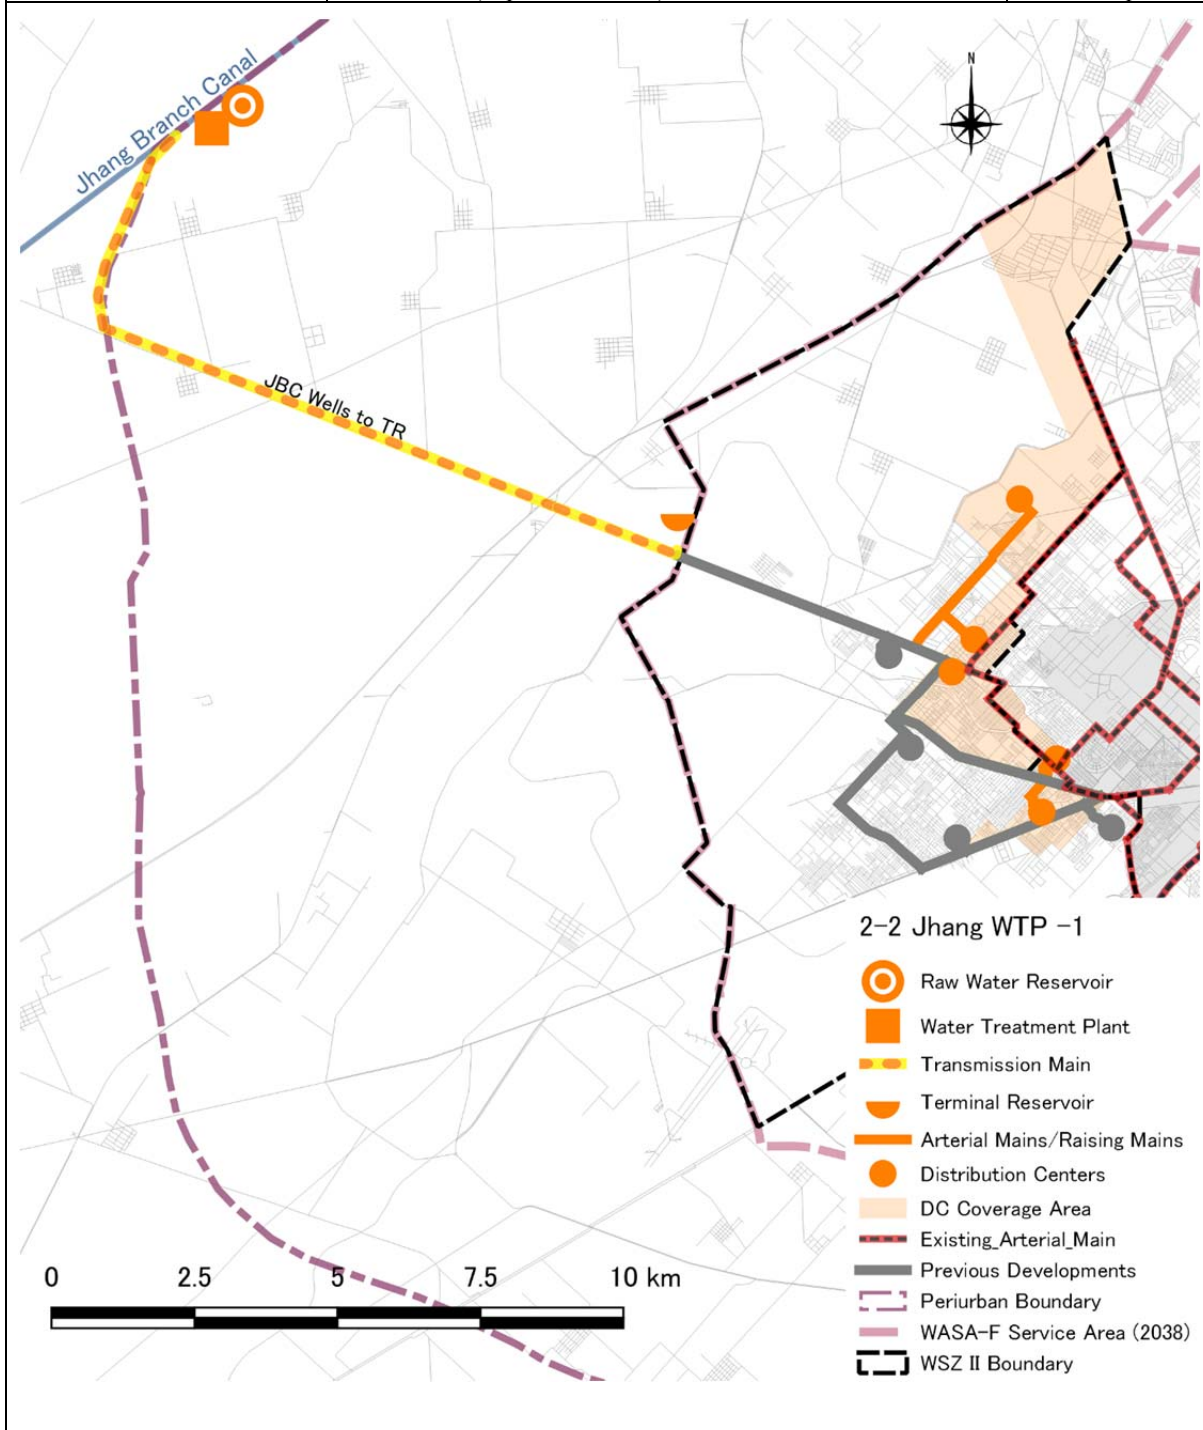 N
Jhang Branch Canal
JBC Wells to TR
2-2 Jhang WTP -1
Raw Water Reservoir
Water Treatment Plant
Transmission Main
Terminal Reservoir
Arterial Mains/Raising Mains
Distribution Centers
DC Coverage Area
Existing_Arterial_Main
Previous Developments
Periurban Boundary
WASA-F Service Area (2038)
WSZ II Boundary
0 2.5 5 7.5 10 km